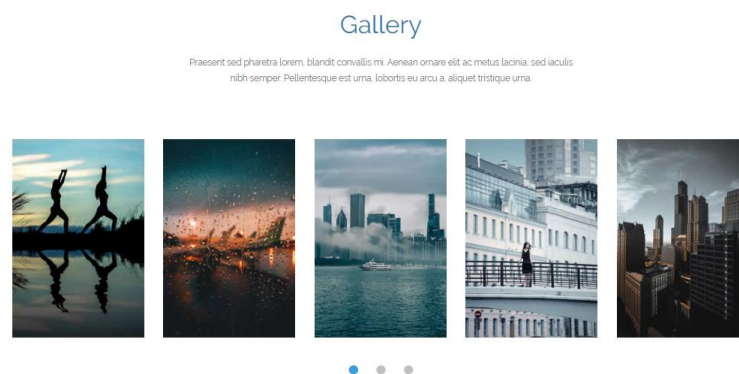 Gallery
Praesent sed pharetra lorem, blandit convallis mi. Aenean ornare elit ac metus lacinia, sed iaculis
nibh semper. Pellentesque est urna, lobortis eu arcu a, aliquet tristique urna.